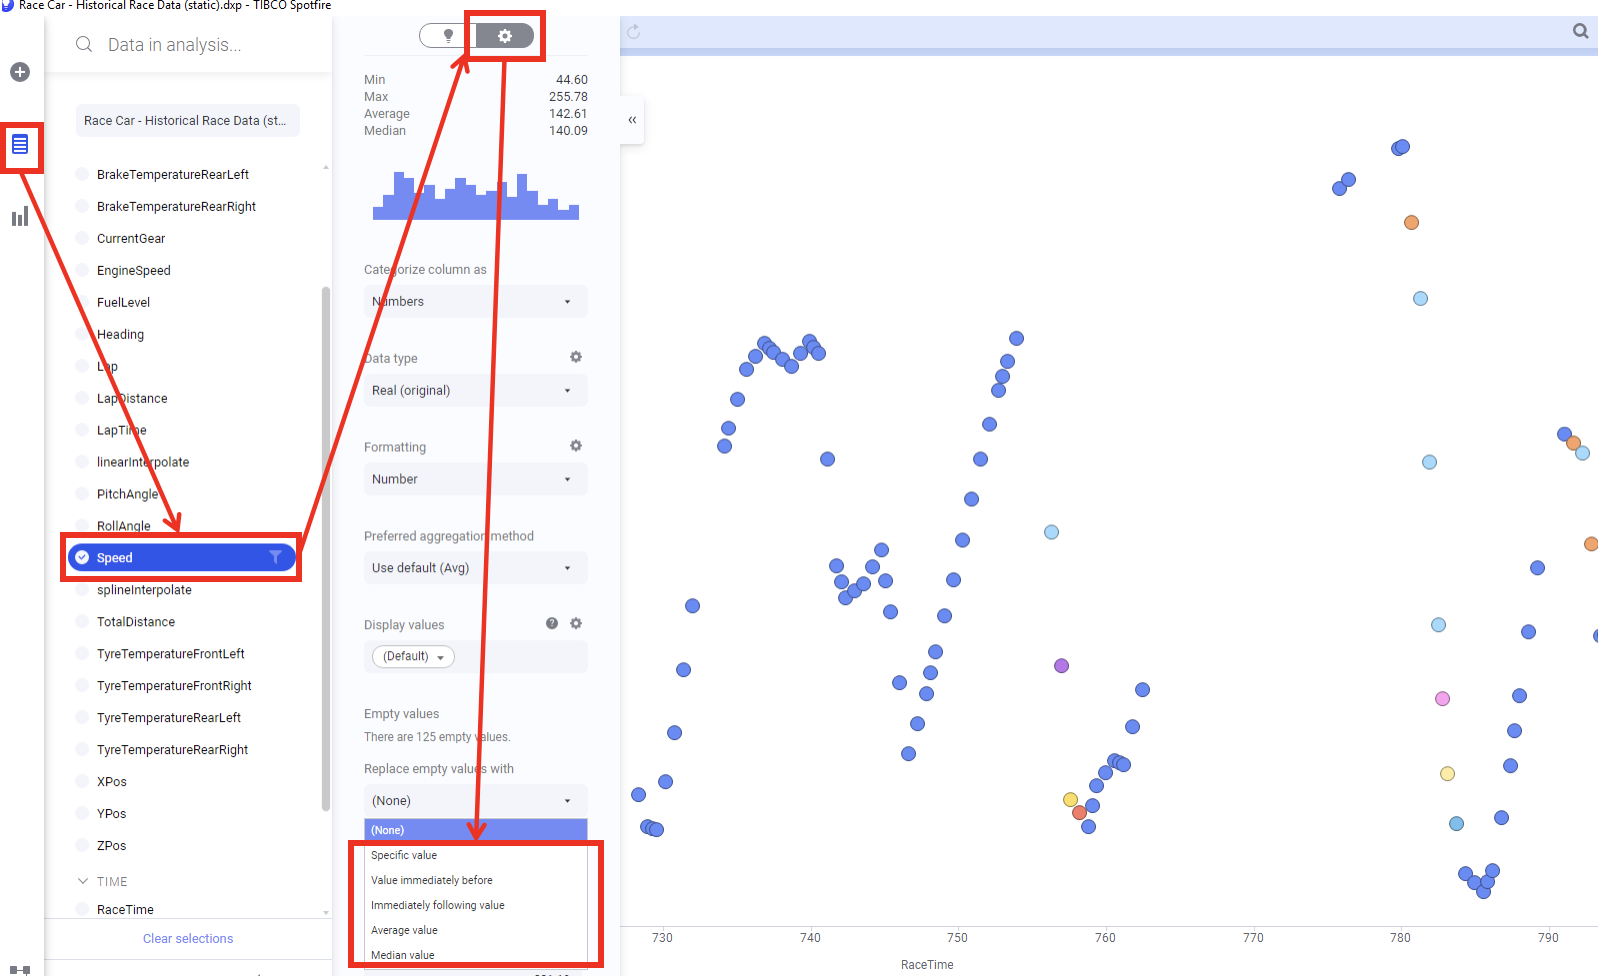 Race Car - Historical Race Data (static).dxp - TIBCO Spotfire
Data in analysis...
Race Car - Historical Race Data (st...
BrakeTemperatureRearLeft
BrakeTemperatureRearRight
CurrentGear
EngineSpeed
FuelLevel
Heading
Lap
LapDistance
LapTime
linearInterpolate
PitchAngle
RollAngle
Speed
splineInterpolate
TotalDistance
TyreTemperatureFrontLeft
TyreTemperatureFrontRight
TyreTemperatureRearLeft
TyreTemperatureRearRight
XPos
YPos
ZPos
TIME
RaceTime
Clear selections
Min 44.60
Max 255.78
Average 142.61
Median 140.09
Categorize column as
Numbers
Data type
Real (original)
Formatting
Number
Preferred aggregation method
Use default (Avg)
Display values
(Default)
Empty values
There are 125 empty values.
Replace empty values with
(None)
(None)
Specific value
Value immediately before
Immediately following value
Average value
Median value
730 740 750 760 770 780 790
RaceTime